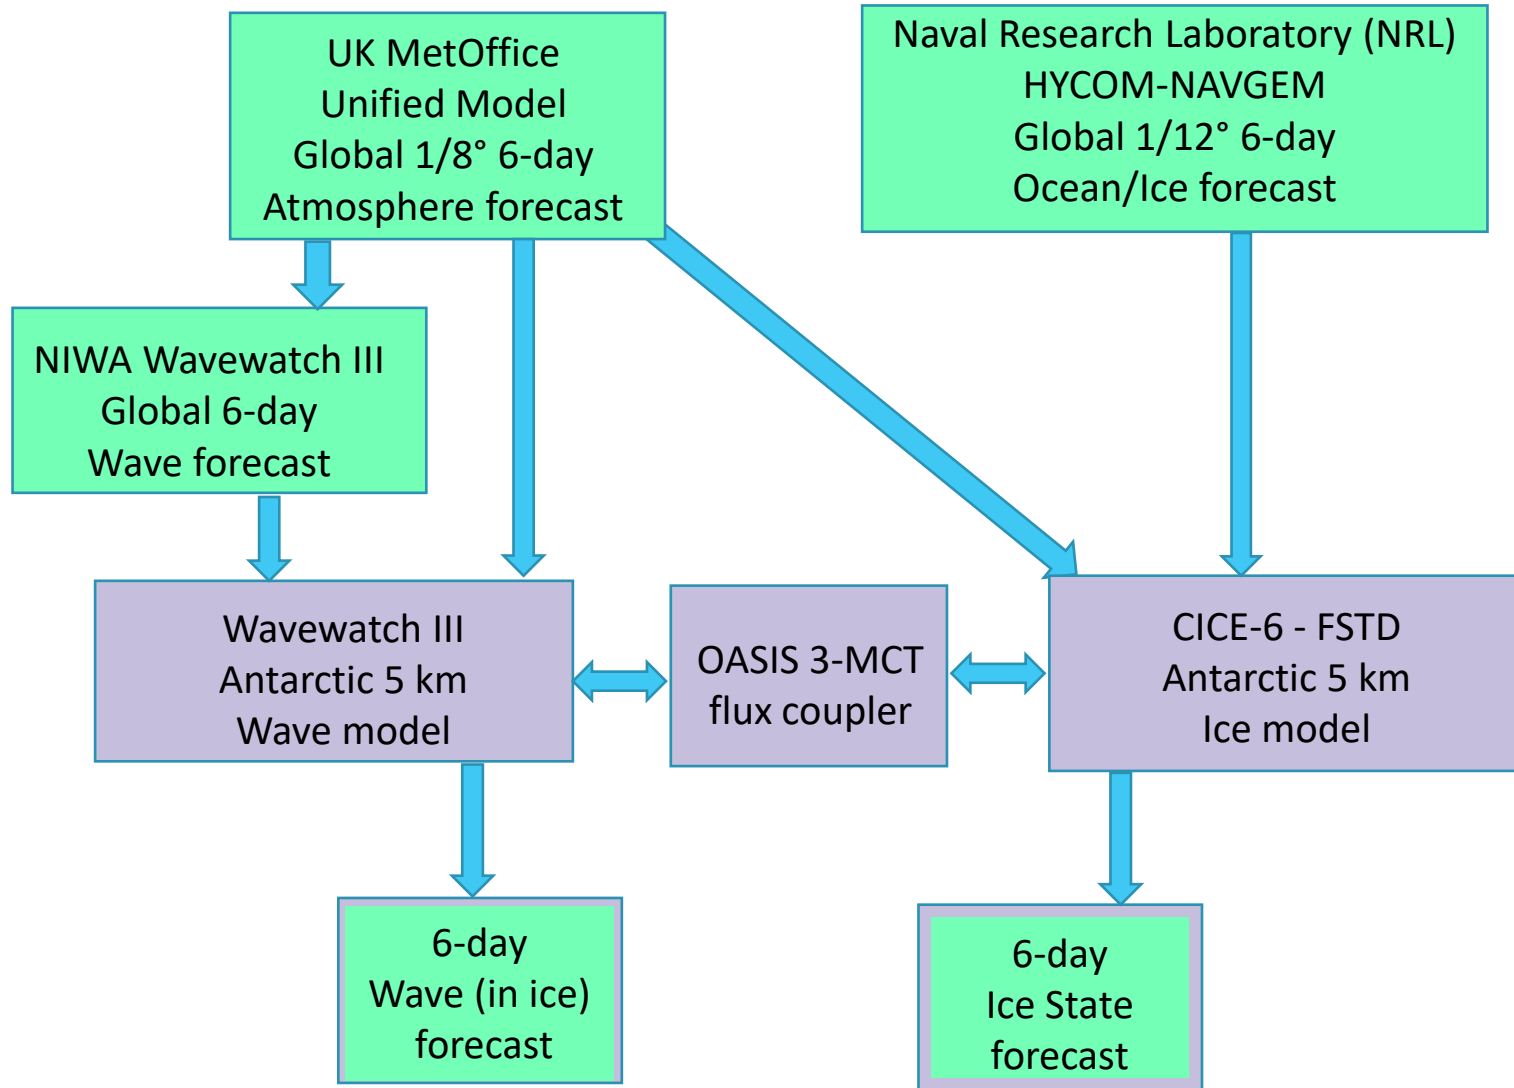 UK MetOffice
Unified Model
Global 1/8° 6-day
Atmosphere forecast
Naval Research Laboratory (NRL)
HYCOM-NAVGEM
Global 1/12° 6-day
Ocean/Ice forecast
NIWA Wavewatch III
Global 6-day
Wave forecast
Wavewatch III
Antarctic 5 km
Wave model
OASIS 3-MCT
flux coupler
CICE-6 - FSTD
Antarctic 5 km
Ice model
6-day
Wave (in ice)
forecast
6-day
Ice State
forecast